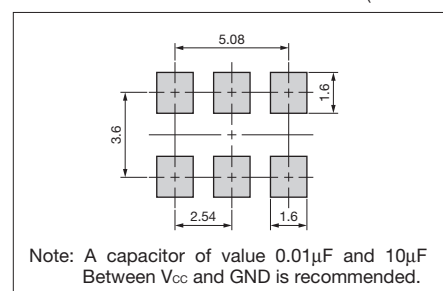 5.08
1.6
3.6
2.54
1.6
Note: A capacitor of value 0.01µF and 10µF
Between Vcc and GND is recommended.